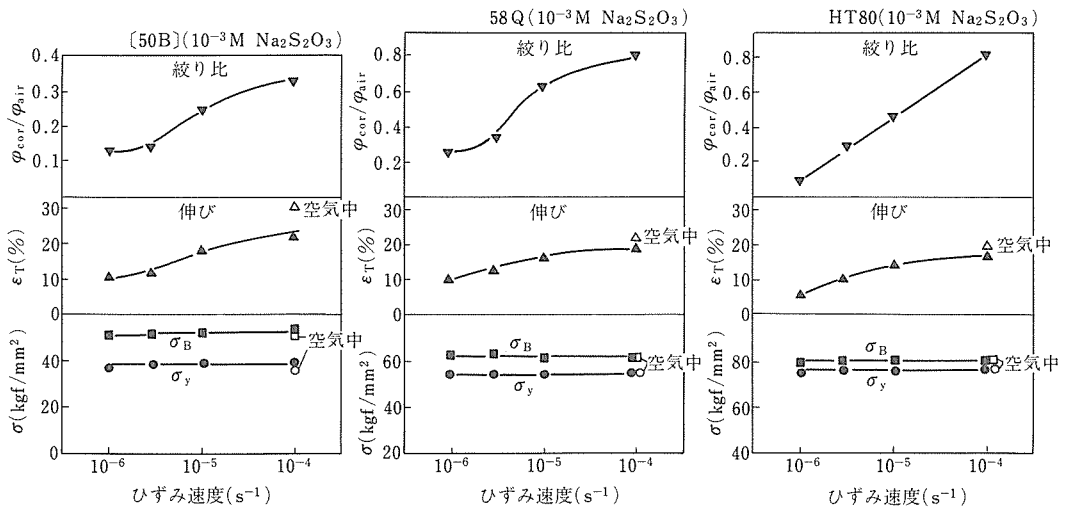 〔50B〕(10⁻³M Na₂S₂O₃)
絞り比
φcor/φair
0.4
0.3
0.2
0.1
伸び
空気中
εT(%)
30
20
10
0
σB
空気中
σy
σ(kgf/mm²)
60
40
20
0
10⁻⁶ 10⁻⁵ 10⁻⁴
ひずみ速度(s⁻¹)
58Q(10⁻³M Na₂S₂O₃)
絞り比
φcor/φair
0.8
0.6
0.4
0.2
伸び
空気中
εT(%)
30
20
10
0
σB
空気中
σy
σ(kgf/mm²)
60
40
20
10⁻⁶ 10⁻⁵ 10⁻⁴
ひずみ速度(s⁻¹)
HT80(10⁻³M Na₂S₂O₃)
絞り比
φcor/φair
0.8
0.6
0.4
0.2
伸び
空気中
εT(%)
30
20
10
0
σB
空気中
σy
σ(kgf/mm²)
80
60
40
10⁻⁶ 10⁻⁵ 10⁻⁴
ひずみ速度(s⁻¹)